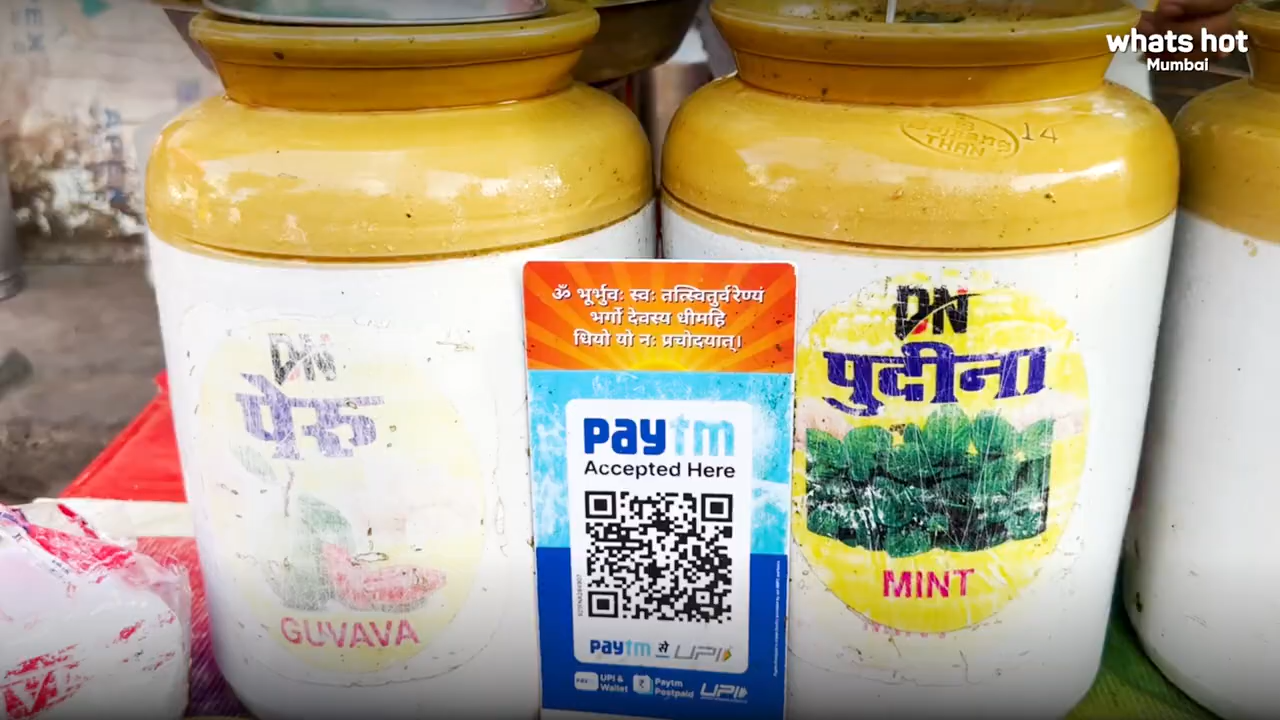 whats hot
Mumbai
THAN
14
ॐ भूर्भुवः स्वः तत्स्वितुर्वरेण्यं
भर्गो देवस्य धीमहि
धियो यो नः प्रचोदयात्।
DN
पेरू
GUVAVA
paytm
Accepted Here
paytm से UPI
UPI &
Wallet
Paytm
Postpaid
UPI
DN
पुदीना
MINT